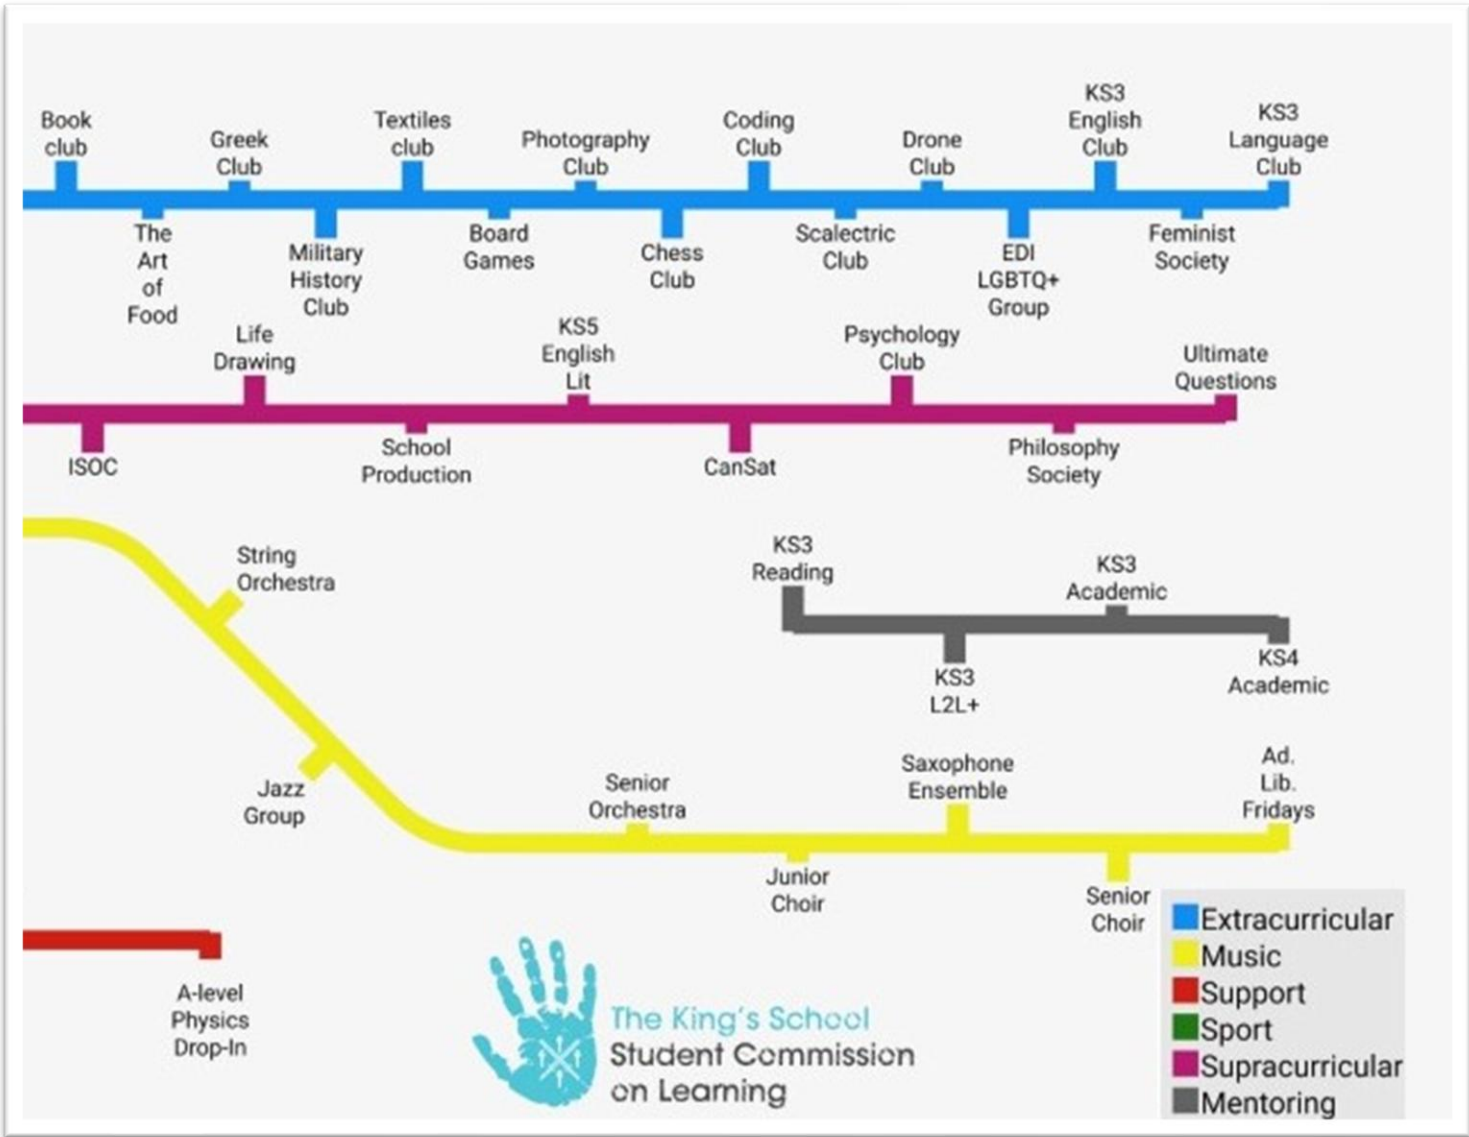 Book
club
The
Art
of
Food
Greek
Club
Military
History
Club
Textiles
club
Board
Games
Photography
Club
Chess
Club
Coding
Club
Scalectric
Club
Drone
Club
EDI
LGBTQ+
Group
KS3
English
Club
Feminist
Society
KS3
Language
Club
ISOC
Life
Drawing
School
Production
KS5
English
Lit
CanSat
Psychology
Club
Philosophy
Society
Ultimate
Questions
String
Orchestra
Jazz
Group
KS3
Reading
KS3
L2L+
KS3
Academic
KS4
Academic
Senior
Orchestra
Junior
Choir
Saxophone
Ensemble
Senior
Choir
Ad.
Lib.
Fridays
A-level
Physics
Drop-In
The King's School
Student Commission
on Learning
Extracurricular
Music
Support
Sport
Supracurricular
Mentoring